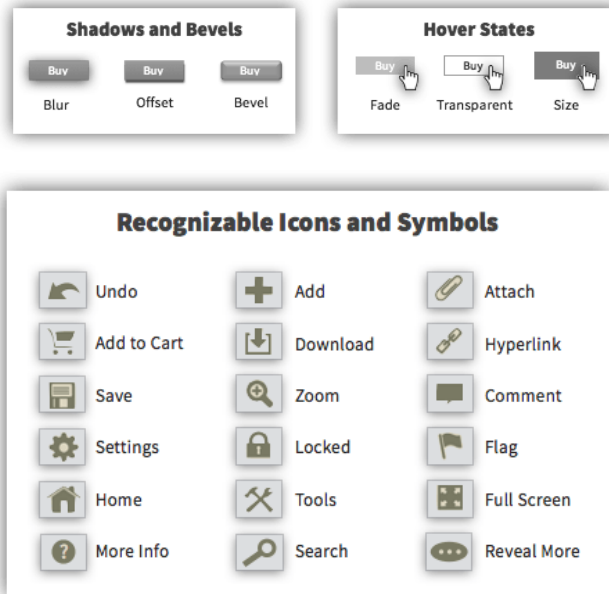 Shadows and Bevels
Buy Buy Buy
Blur Offset Bevel
Hover States
Buy Buy Buy
Fade Transparent Size
Recognizable Icons and Symbols
Undo Add Attach
Add to Cart Download Hyperlink
Save Zoom Comment
Settings Locked Flag
Home Tools Full Screen
? More Info Search Reveal More